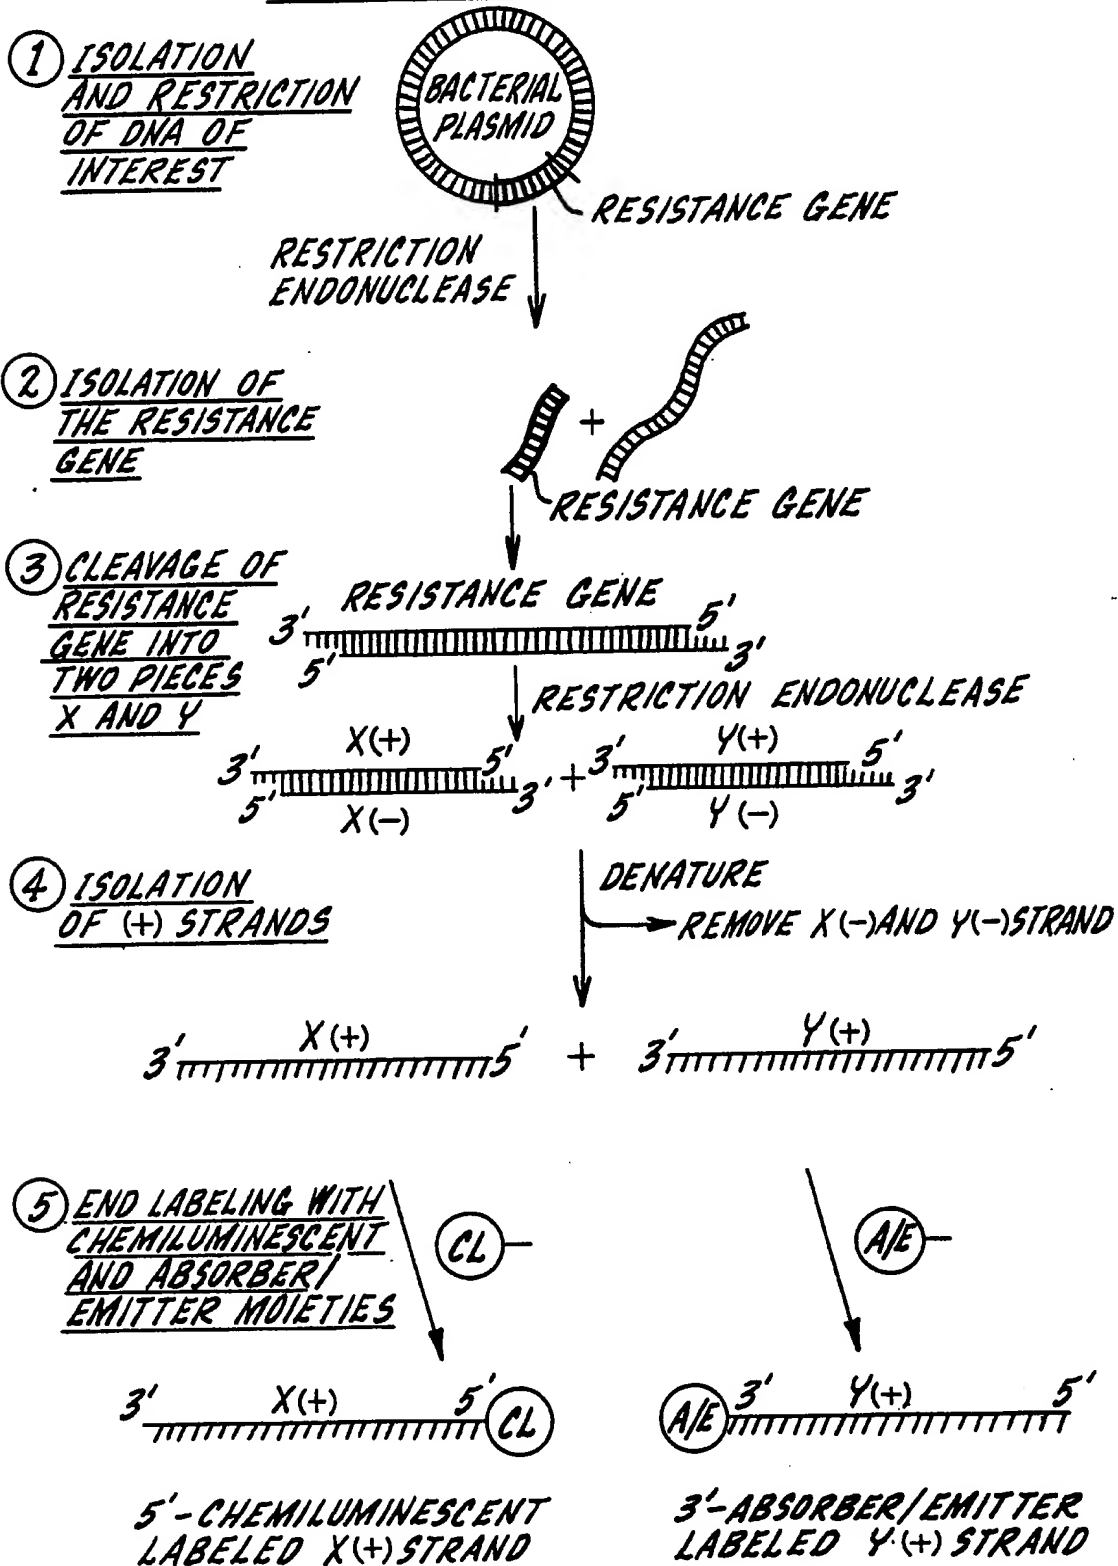 1 ISOLATION
AND RESTRICTION
OF DNA OF
INTEREST
BACTERIAL
PLASMID
RESISTANCE GENE
RESTRICTION
ENDONUCLEASE
2 ISOLATION OF
THE RESISTANCE
GENE
+
RESISTANCE GENE
3 CLEAVAGE OF
RESISTANCE
GENE INTO
TWO PIECES
X AND Y
RESISTANCE GENE
3' 5'
5' 3'
RESTRICTION ENDONUCLEASE
X(+) Y(+)
3' 5' + 3' 5'
5' 3' 5' 3'
X(-) Y(-)
4 ISOLATION
OF (+) STRANDS
DENATURE
REMOVE X(-)AND Y(-)STRAND
X(+) Y(+)
3' 5' + 3' 5'
5 END LABELING WITH
CHEMILUMINESCENT
AND ABSORBER/
EMITTER MOIETIES
CL A/E
3' X(+) 5' CL
A/E 3' Y(+) 5'
5'-CHEMILUMINESCENT
LABELED X(+) STRAND
3'-ABSORBER/EMITTER
LABELED Y(+) STRAND